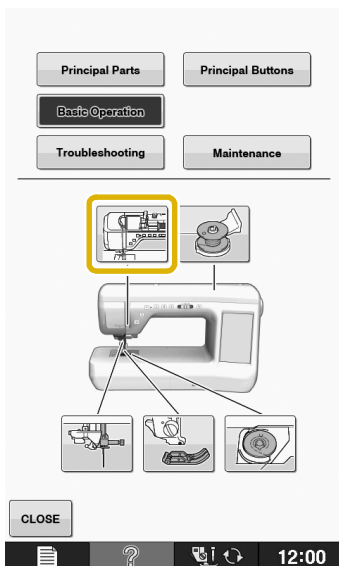 Principal Parts
Principal Buttons
Basic Operation
Troubleshooting
Maintenance
CLOSE
12:00